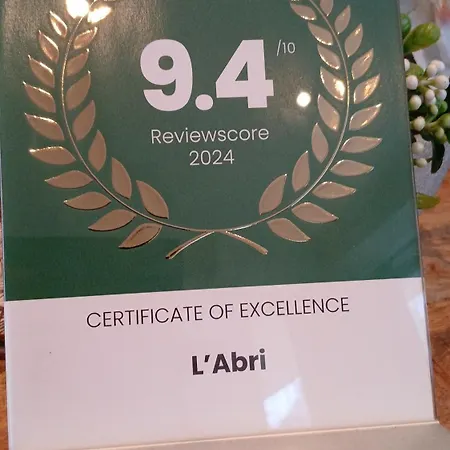 9.4 /10
Reviewscore
2024
CERTIFICATE OF EXCELLENCE
L'Abri